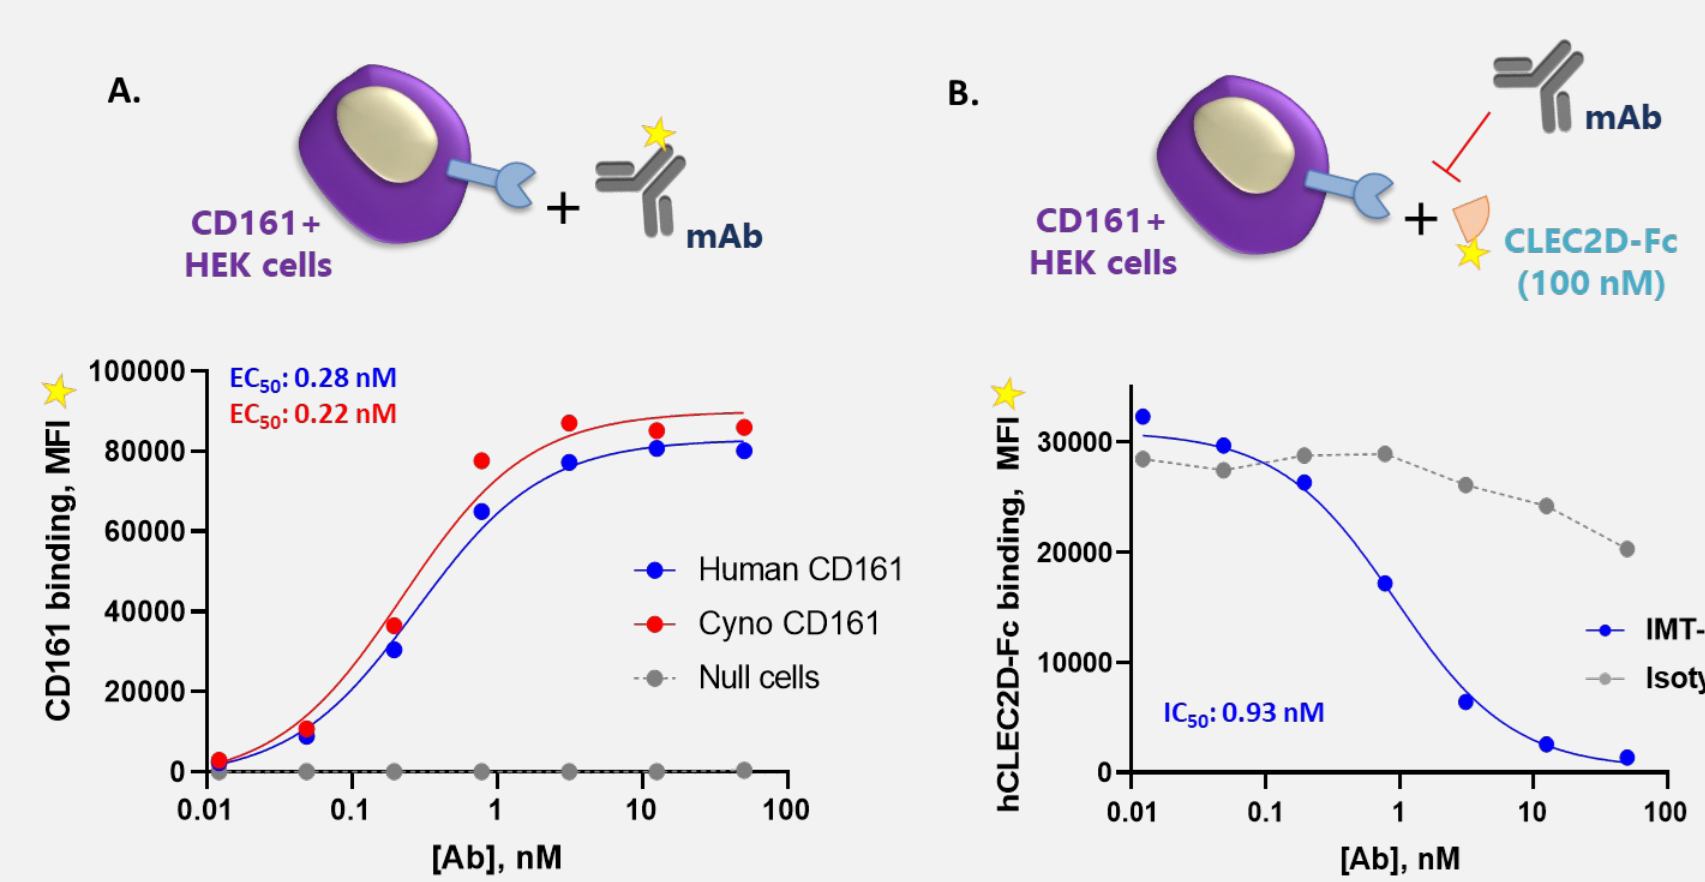 A.
CD161+
HEK cells
+
mAb
B.
mAb
CD161+
HEK cells
+
CLEC2D-Fc
(100 nM)
CD161 binding, MFI
100000
80000
60000
40000
20000
0
EC50: 0.28 nM
EC50: 0.22 nM
Human CD161
Cyno CD161
Null cells
0.01 0.1 1 10 100
[Ab], nM
hCLEC2D-Fc binding, MFI
30000
20000
10000
0
IC50: 0.93 nM
IMT-
Isoty
0.01 0.1 1 10 100
[Ab], nM